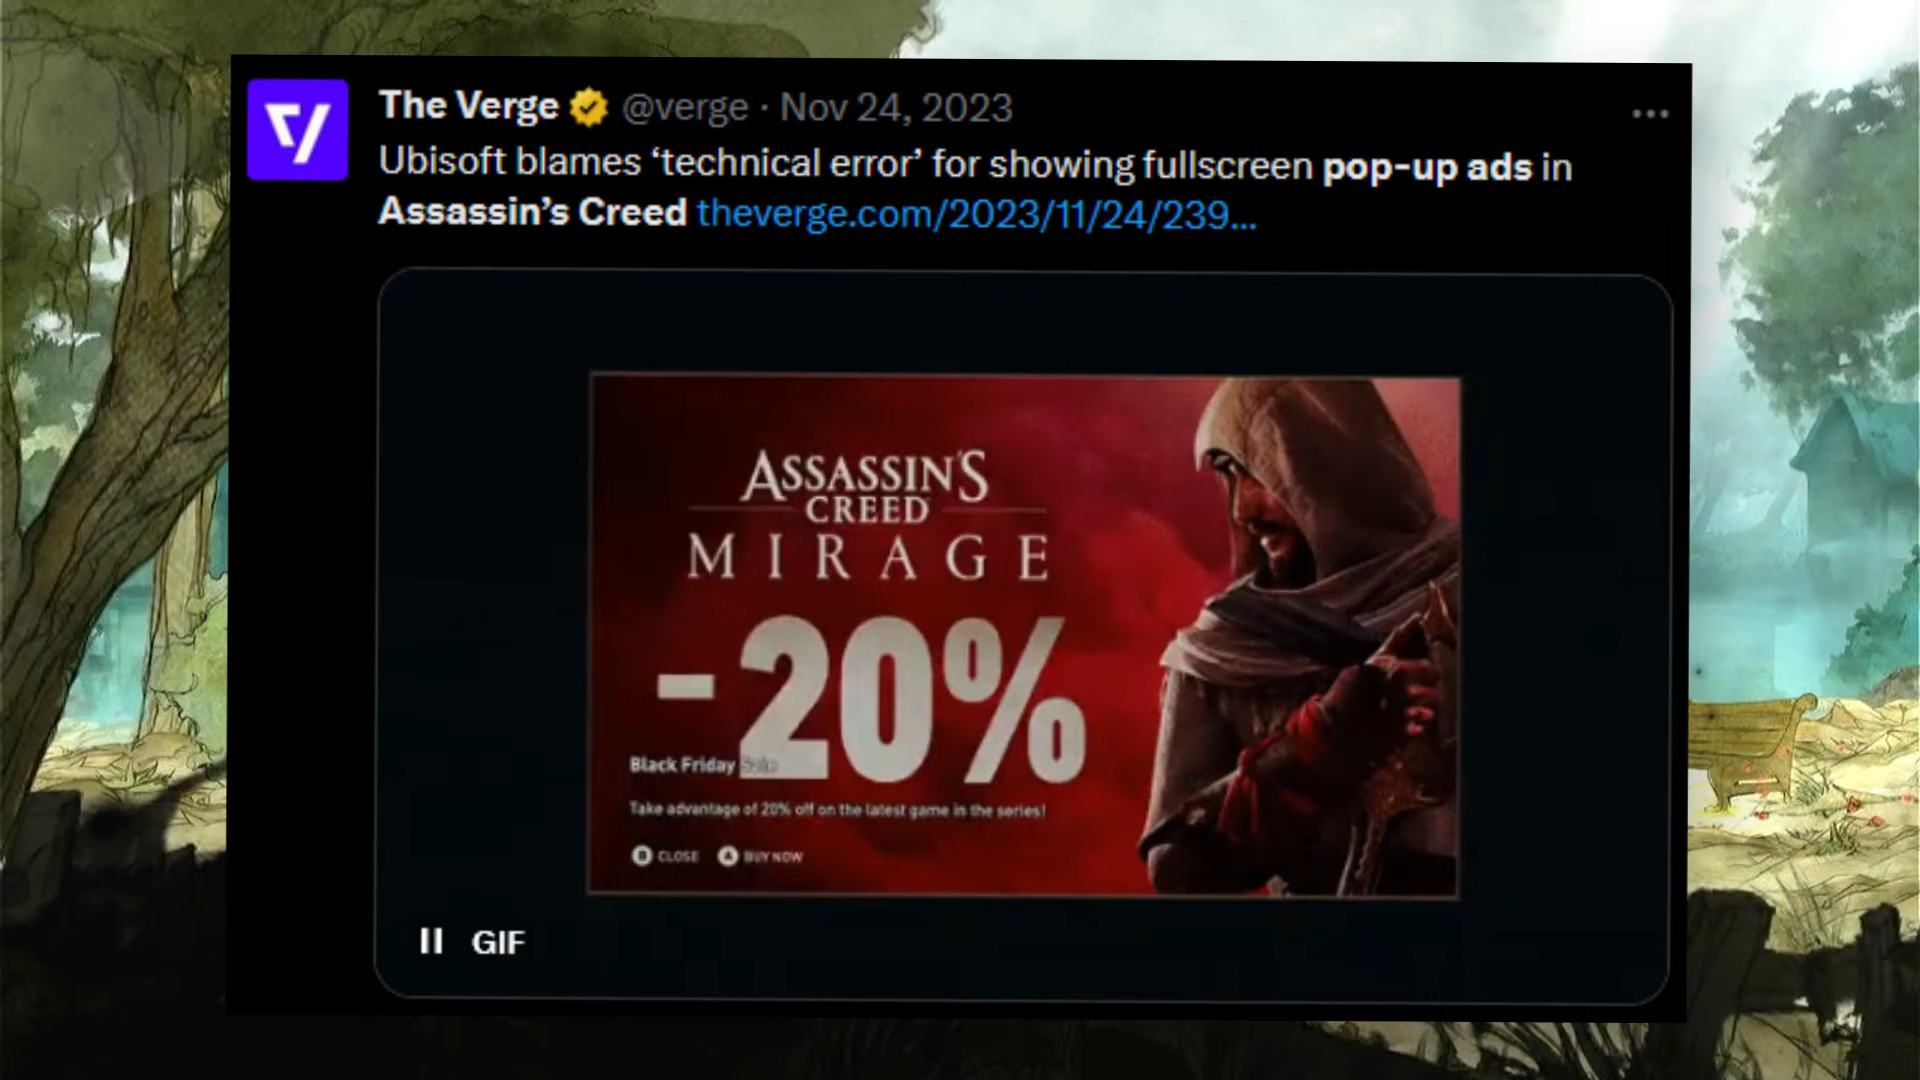 The Verge @verge · Nov 24, 2023
Ubisoft blames ‘technical error’ for showing fullscreen pop-up ads in
Assassin’s Creed theverge.com/2023/11/24/239...
ASSASSIN'S
CREED
MIRAGE
-20%
Black Friday Sale
Take advantage of 20% off on the latest game in the series!
B CLOSE A BUY NOW
GIF